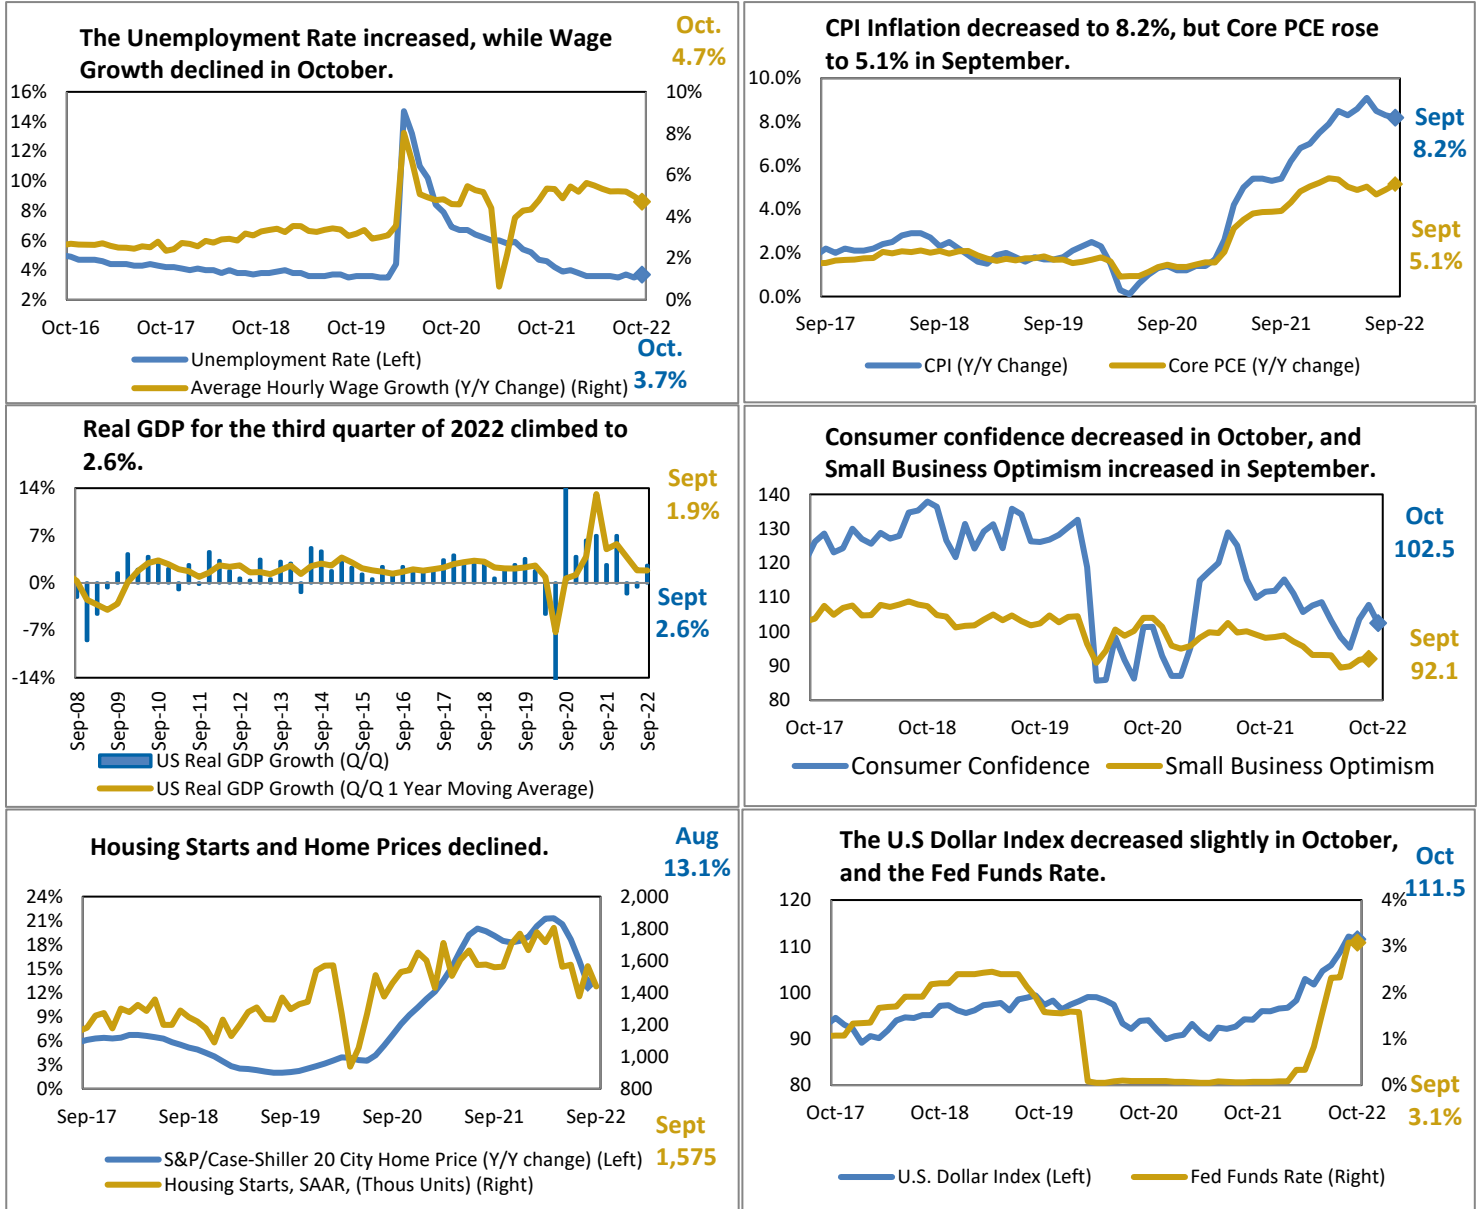 The Unemployment Rate increased, while Wage
Growth declined in October.
Oct.
4.7%
16%
14%
12%
10%
8%
6%
4%
2%
10%
8%
6%
4%
2%
0%
Oct-16
Oct-17
Oct-18
Oct-19
Oct-20
Oct-21
Oct-22
Unemployment Rate (Left)
Average Hourly Wage Growth (Y/Y Change) (Right)
Oct.
3.7%
CPI Inflation decreased to 8.2%, but Core PCE rose
to 5.1% in September.
10.0%
8.0%
6.0%
4.0%
2.0%
0.0%
Sept
8.2%
Sept
5.1%
Sep-17
Sep-18
Sep-19
Sep-20
Sep-21
Sep-22
CPI (Y/Y Change)
Core PCE (Y/Y change)
Real GDP for the third quarter of 2022 climbed to
2.6%.
Sept
1.9%
14%
7%
0%
-7%
-14%
Sept
2.6%
Sep-08
Sep-09
Sep-10
Sep-11
Sep-12
Sep-13
Sep-14
Sep-15
Sep-16
Sep-17
Sep-18
Sep-19
Sep-20
Sep-21
Sep-22
US Real GDP Growth (Q/Q)
US Real GDP Growth (Q/Q 1 Year Moving Average)
Consumer confidence decreased in October, and
Small Business Optimism increased in September.
140
130
120
110
100
90
80
Oct
102.5
Sept
92.1
Oct-17
Oct-18
Oct-19
Oct-20
Oct-21
Oct-22
Consumer Confidence
Small Business Optimism
Housing Starts and Home Prices declined.
Aug
13.1%
24%
21%
18%
15%
12%
9%
6%
3%
0%
2,000
1,800
1,600
1,400
1,200
1,000
800
Sep-17
Sep-18
Sep-19
Sep-20
Sep-21
Sep-22
Sept
1,575
S&P/Case-Shiller 20 City Home Price (Y/Y change) (Left)
Housing Starts, SAAR, (Thous Units) (Right)
The U.S Dollar Index decreased slightly in October,
and the Fed Funds Rate.
Oct
111.5
120
110
100
90
80
4%
3%
2%
1%
0%
Sept
3.1%
Oct-17
Oct-18
Oct-19
Oct-20
Oct-21
Oct-22
U.S. Dollar Index (Left)
Fed Funds Rate (Right)